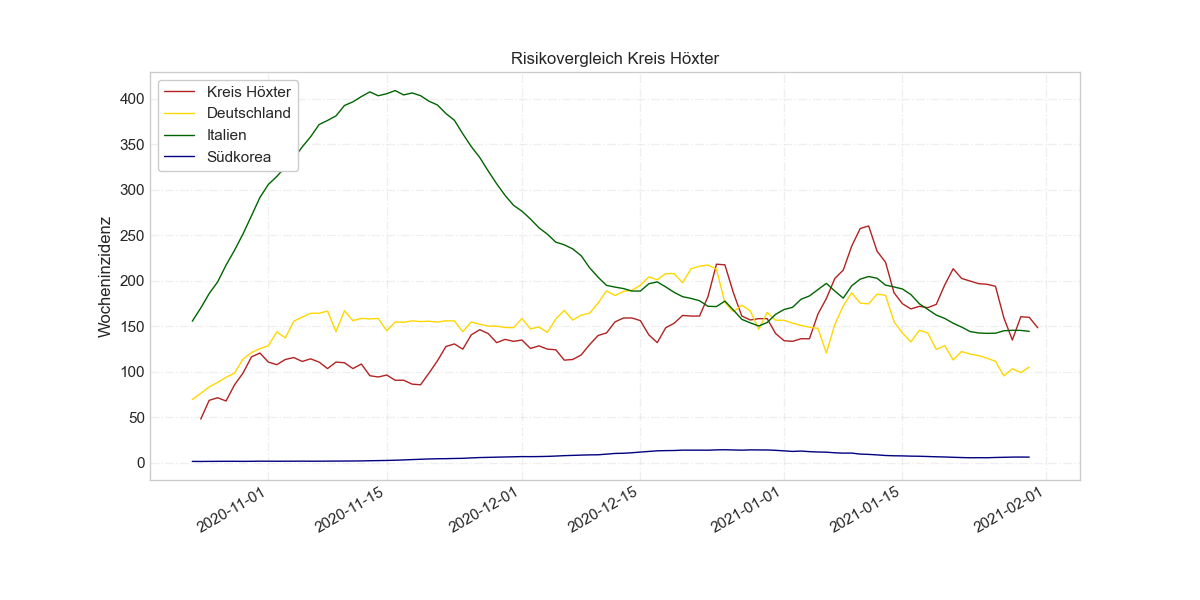 Risikovergleich Kreis Höxter
Kreis Höxter
Deutschland
Italien
Südkorea
Wocheninzidenz
400
350
300
250
200
150
100
50
0
2020-11-01
2020-11-15
2020-12-01
2020-12-15
2021-01-01
2021-01-15
2021-02-01